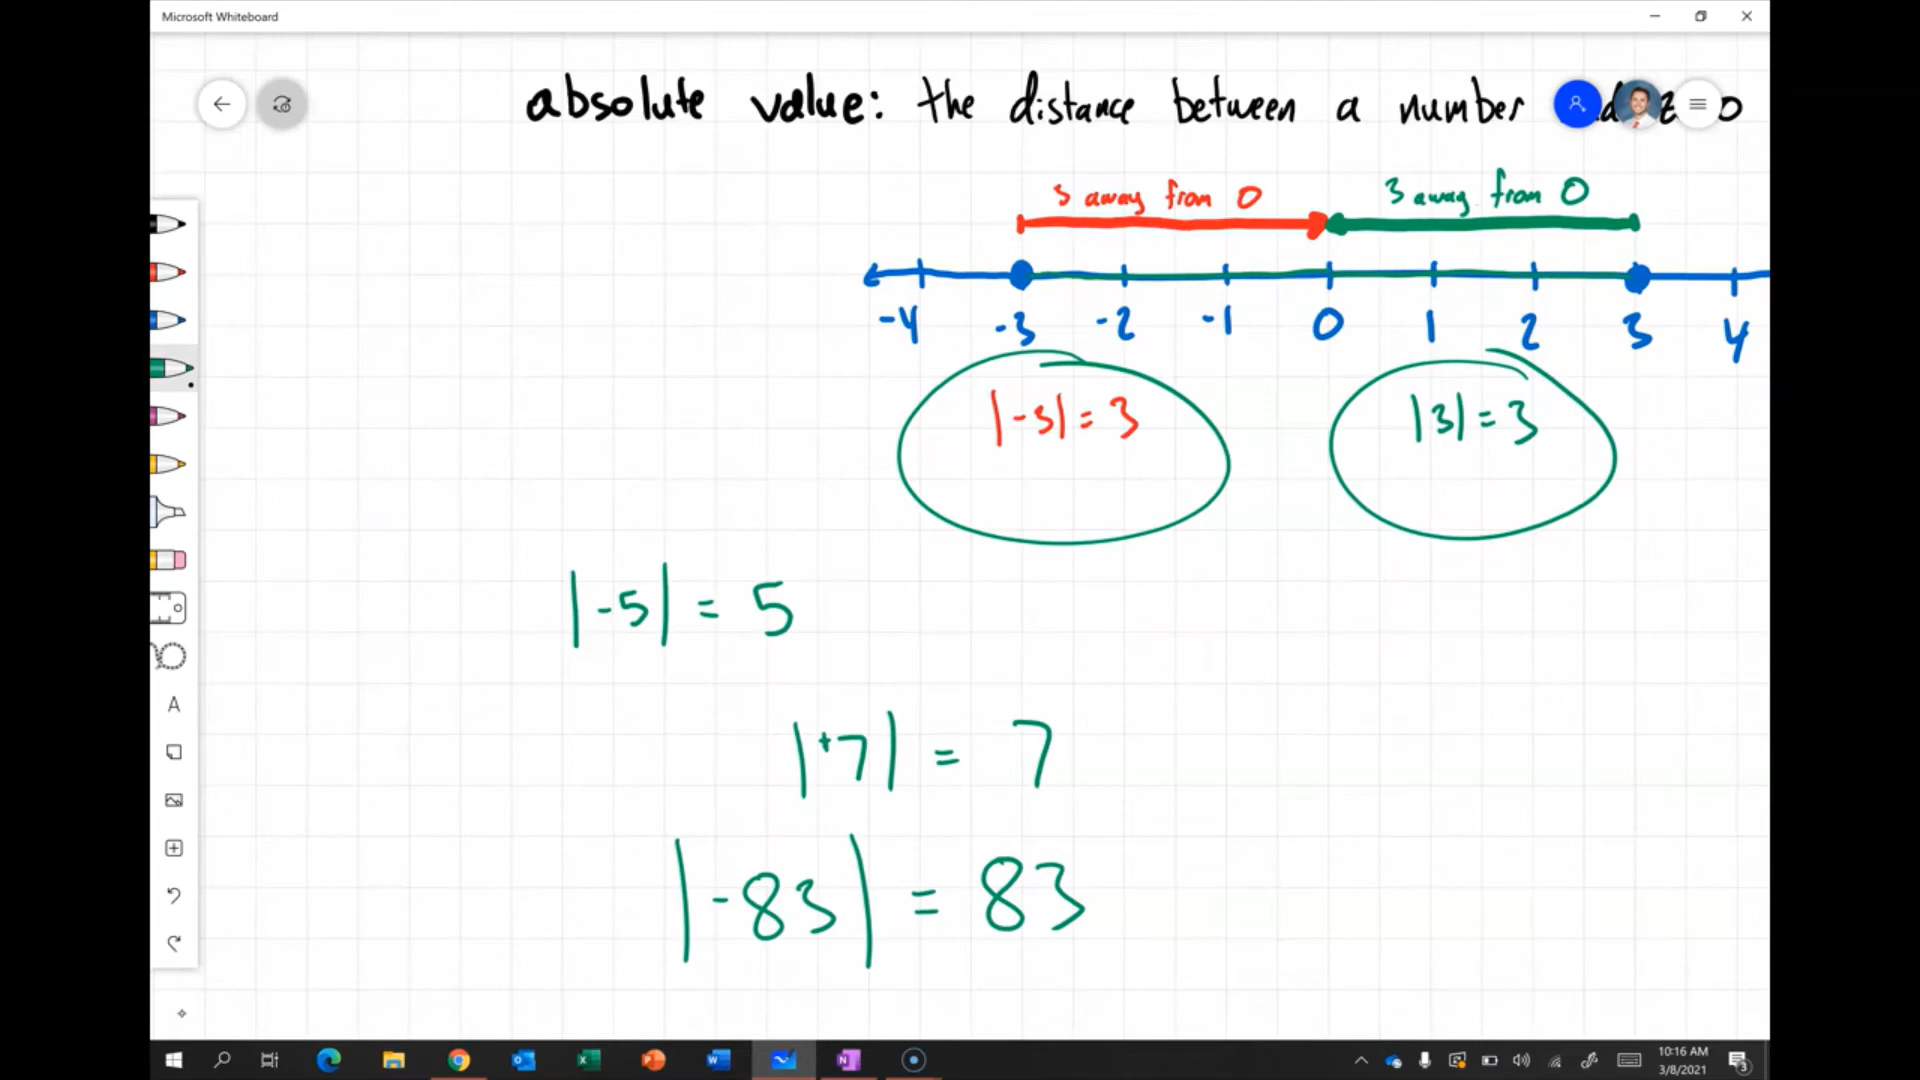 Microsoft Whiteboard
absolute value: the distance between a number
3 away from 0
3 away from 0
-4 -3 -2 -1 0 1 2 3 4
|-3| = 3
|3| = 3
|-5| = 5
|+7| = 7
|-83| = 83
10:16 AM
3/8/2021